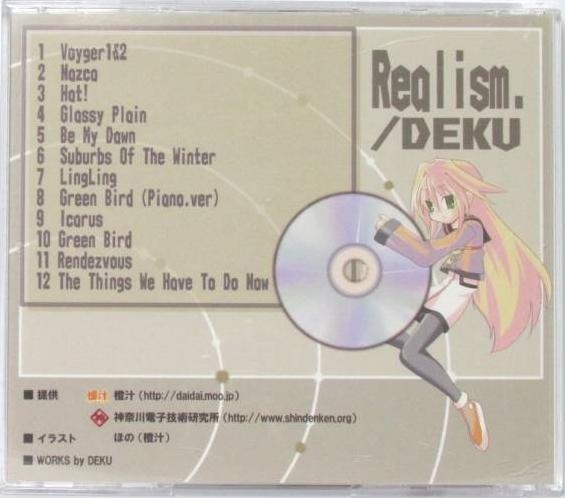 1 Voyger1&2
2 Nazca
3 Hat!
4 Glassy Plain
5 Be My Dawn
6 Suburbs Of The Winter
7 LingLing
8 Green Bird (Piano.ver)
9 Icarus
10 Green Bird
11 Rendezvous
12 The Things We Have To Do Now
Realism.
/DEKU
■ 提供 橙汁 橙汁 (http://daidai.moo.jp)
神奈川電子技術研究所 (http://www.shindenken.org)
■ イラスト ほの (橙汁)
■ WORKS by DEKU